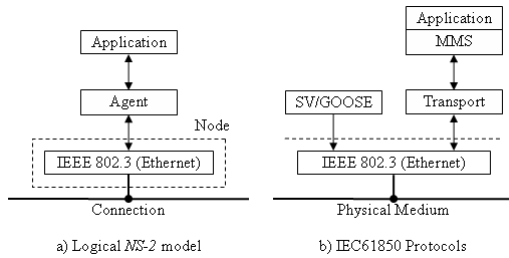 Application
Agent
Node
IEEE 802.3 (Ethernet)
Connection
a) Logical NS-2 model
Application
MMS
SV/GOOSE
Transport
IEEE 802.3 (Ethernet)
Physical Medium
b) IEC61850 Protocols